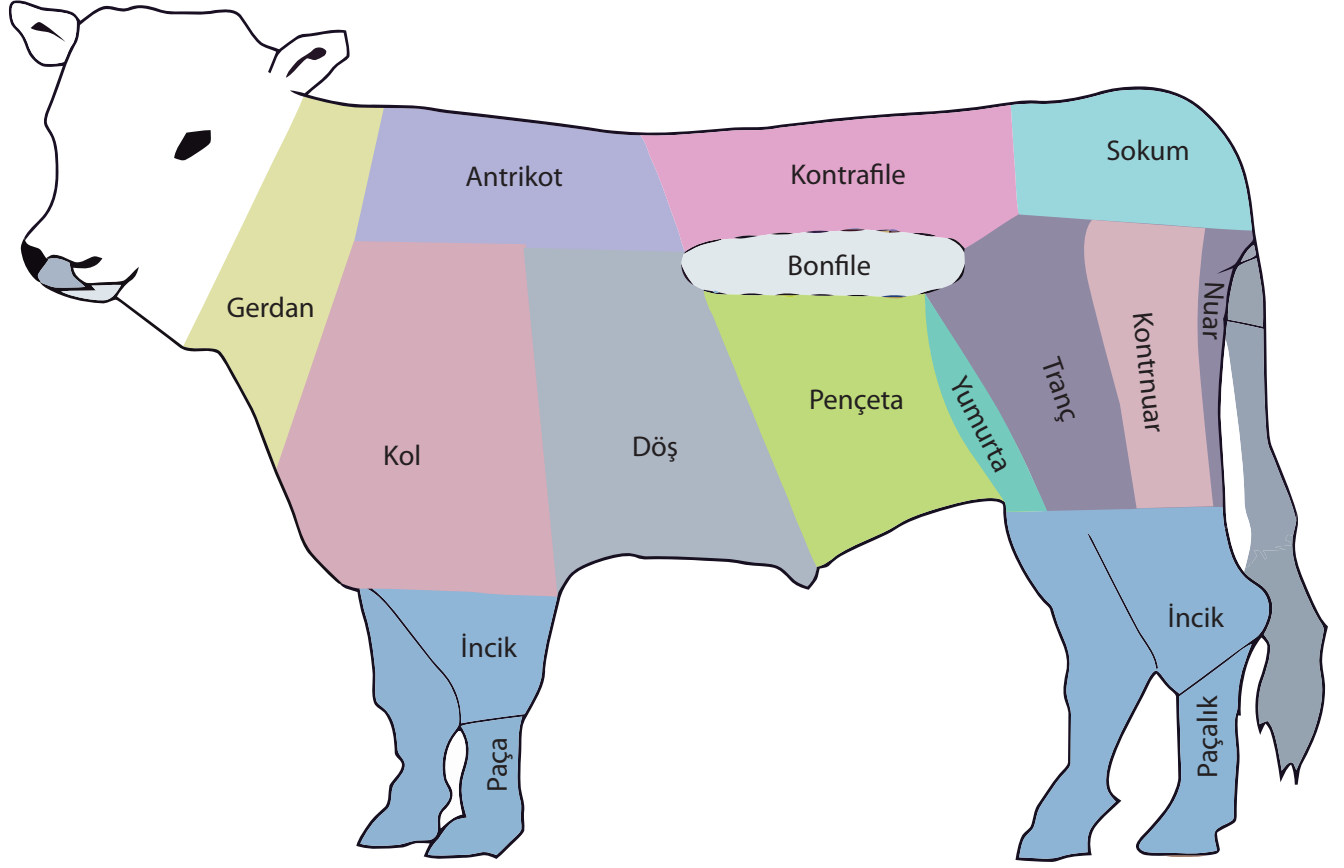 Antrikot
Kontrafile
Sokum
Bonfile
Gerdan
Nuar
Kontrnuar
Tranç
Yumurta
Pençeta
Döş
Kol
İncik
İncik
Paça
Paçalık